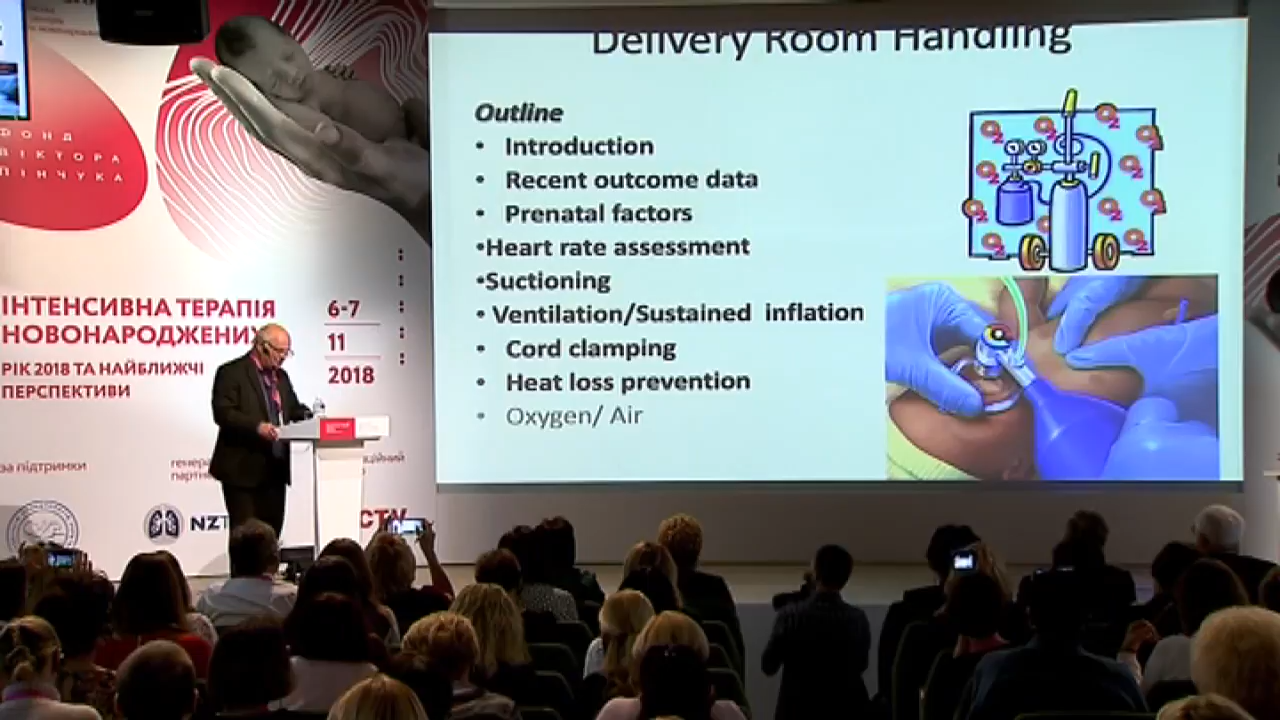 ФОНД
ВІКТОРА
ПІНЧУКА
ІНТЕНСИВНА ТЕРАПІЯ
НОВОНАРОДЖЕНИХ
РІК 2018 ТА НАЙБЛИЖЧІ
ПЕРСПЕКТИВИ
6-7
11
2018
за підтримки
Delivery Room Handling
Outline
• Introduction
• Recent outcome data
• Prenatal factors
•Heart rate assessment
•Suctioning
• Ventilation/Sustained inflation
• Cord clamping
• Heat loss prevention
• Oxygen/ Air